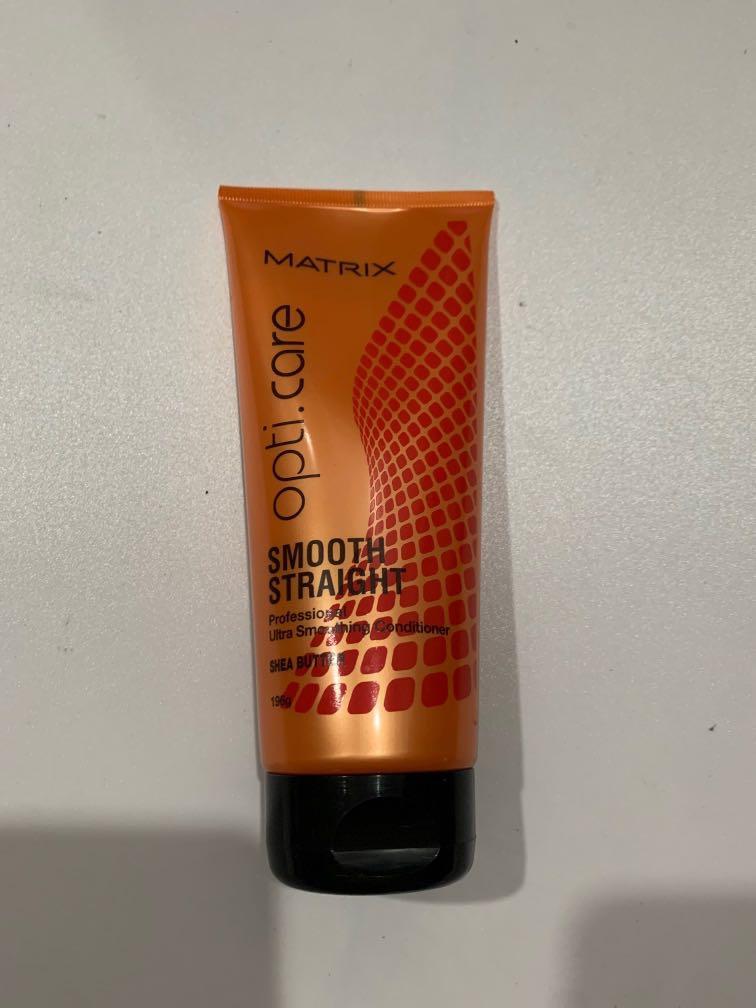 MATRIX
opti.care
SMOOTH
STRAIGHT
Professional
Ultra Smoothing Conditioner
SHEA BUTTER
196g